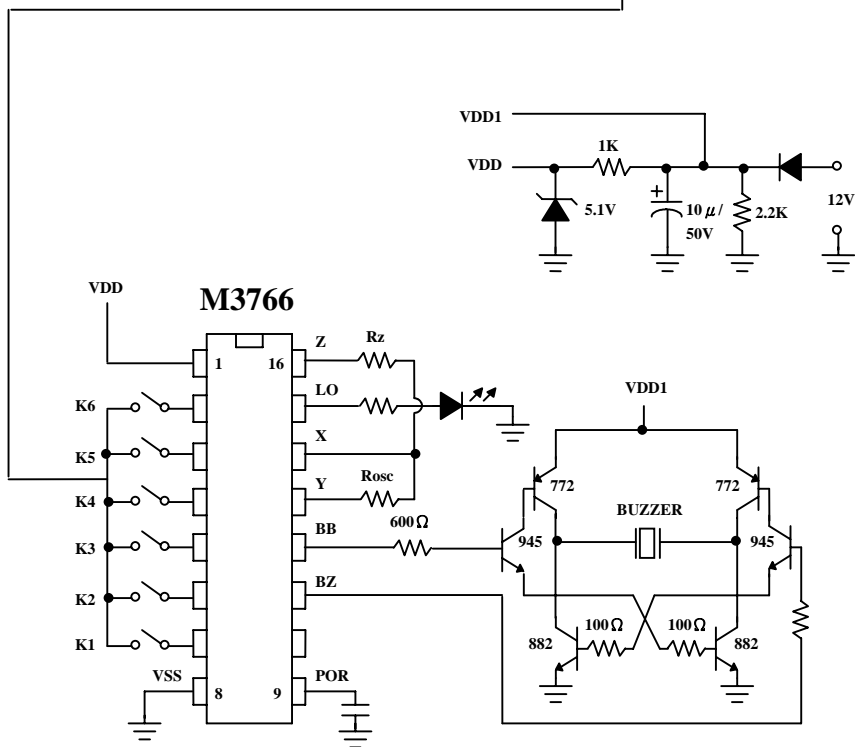 VDD1
1K
VDD
5.1V
10μ/
50V
2.2K
12V
VDD
M3766
1
16
Z
Rz
K6
LO
VDD1
K5
X
K4
Y
Rosc
772
772
600Ω
BUZZER
K3
BB
945
945
K2
BZ
100Ω
100Ω
K1
882
882
VSS
8
9
POR